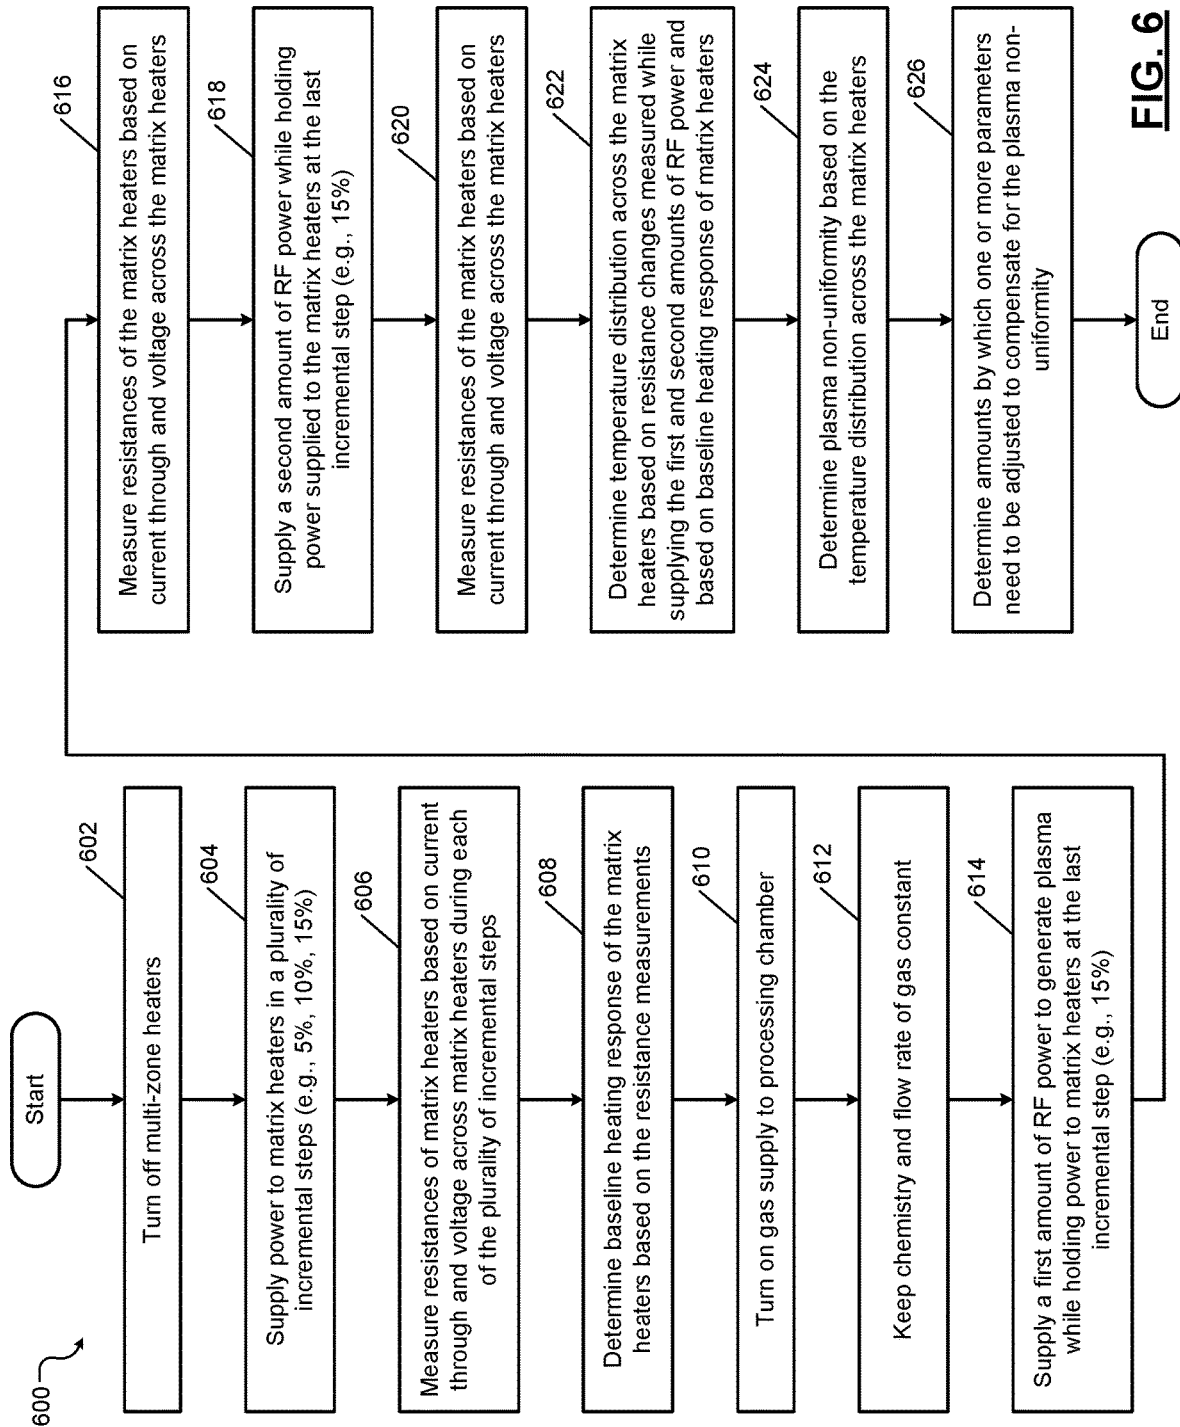 600
Start
602
Turn off multi-zone heaters
604
Supply power to matrix heaters in a plurality of
incremental steps (e.g., 5%, 10%, 15%)
606
Measure resistances of matrix heaters based on current
through and voltage across matrix heaters during each
of the plurality of incremental steps
608
Determine baseline heating response of the matrix
heaters based on the resistance measurements
610
Turn on gas supply to processing chamber
612
Keep chemistry and flow rate of gas constant
614
Supply a first amount of RF power to generate plasma
while holding power to matrix heaters at the last
incremental step (e.g., 15%)
616
Measure resistances of the matrix heaters based on
current through and voltage across the matrix heaters
618
Supply a second amount of RF power while holding
power supplied to the matrix heaters at the last
incremental step (e.g., 15%)
620
Measure resistances of the matrix heaters based on
current through and voltage across the matrix heaters
622
Determine temperature distribution across the matrix
heaters based on resistance changes measured while
supplying the first and second amounts of RF power and
based on baseline heating response of matrix heaters
624
Determine plasma non-uniformity based on the
temperature distribution across the matrix heaters
626
Determine amounts by which one or more parameters
need to be adjusted to compensate for the plasma non-
uniformity
End
FIG. 6